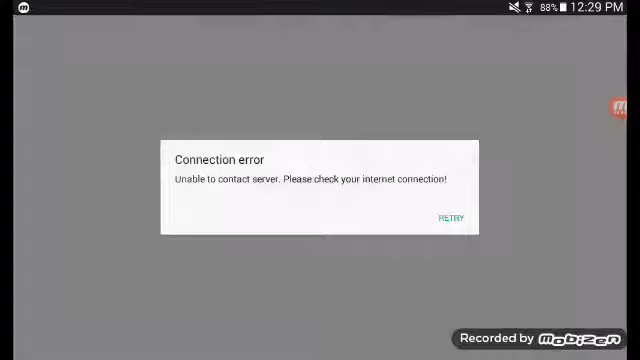 88% 12:29 PM
Connection error
Unable to contact server. Please check your internet connection!
RETRY
Recorded by mobizen